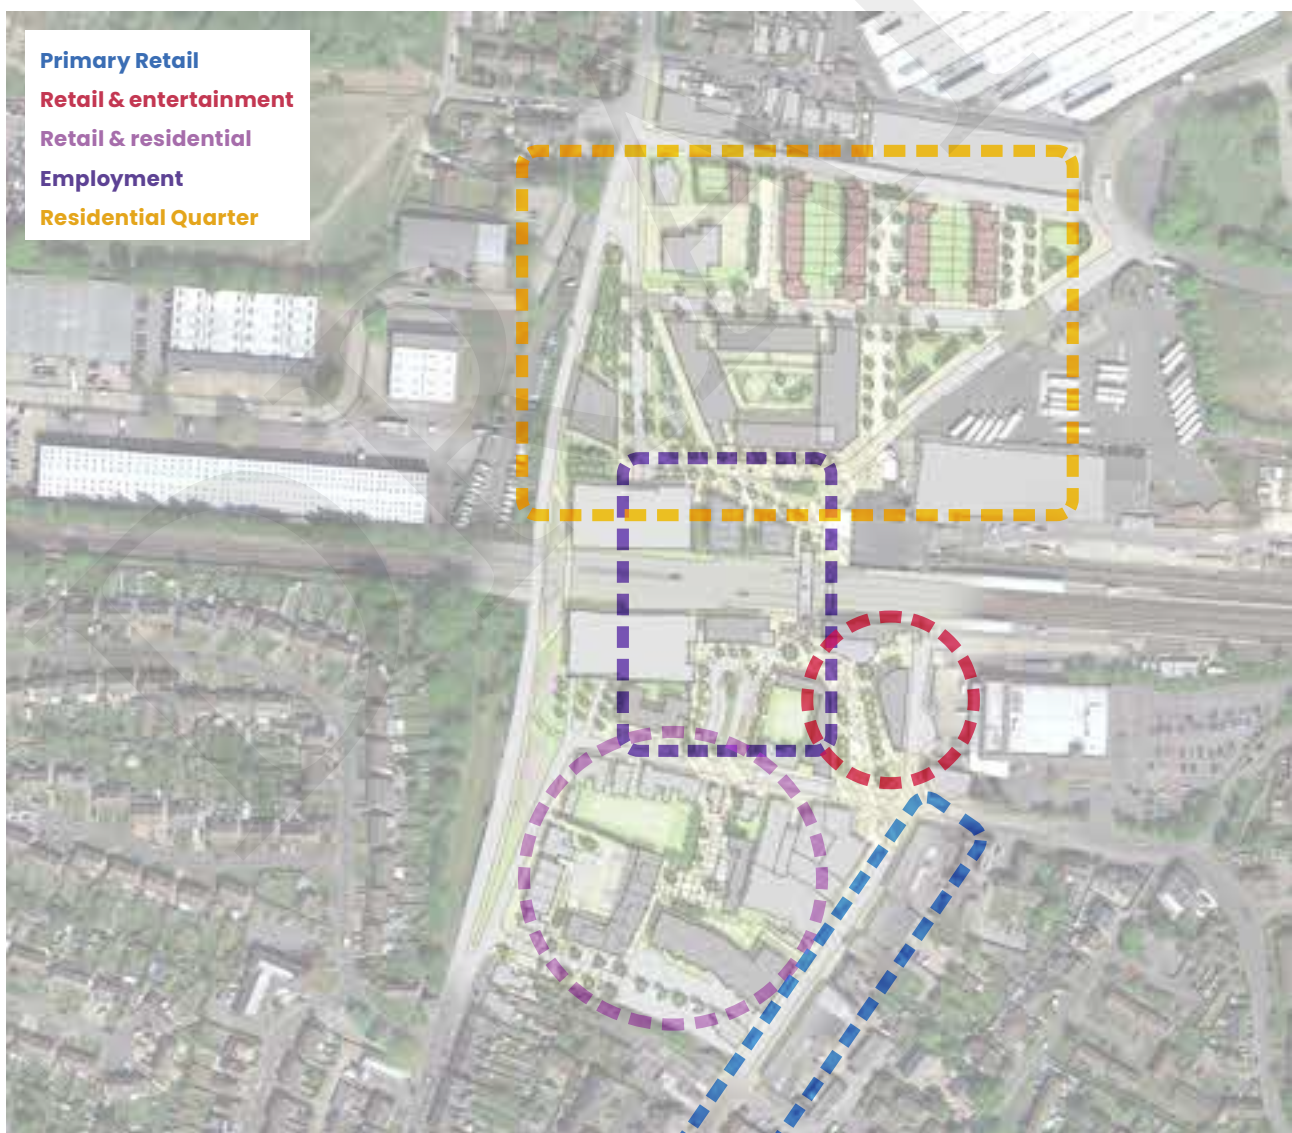 Primary Retail
Retail & entertainment
Retail & residential
Employment
Residential Quarter